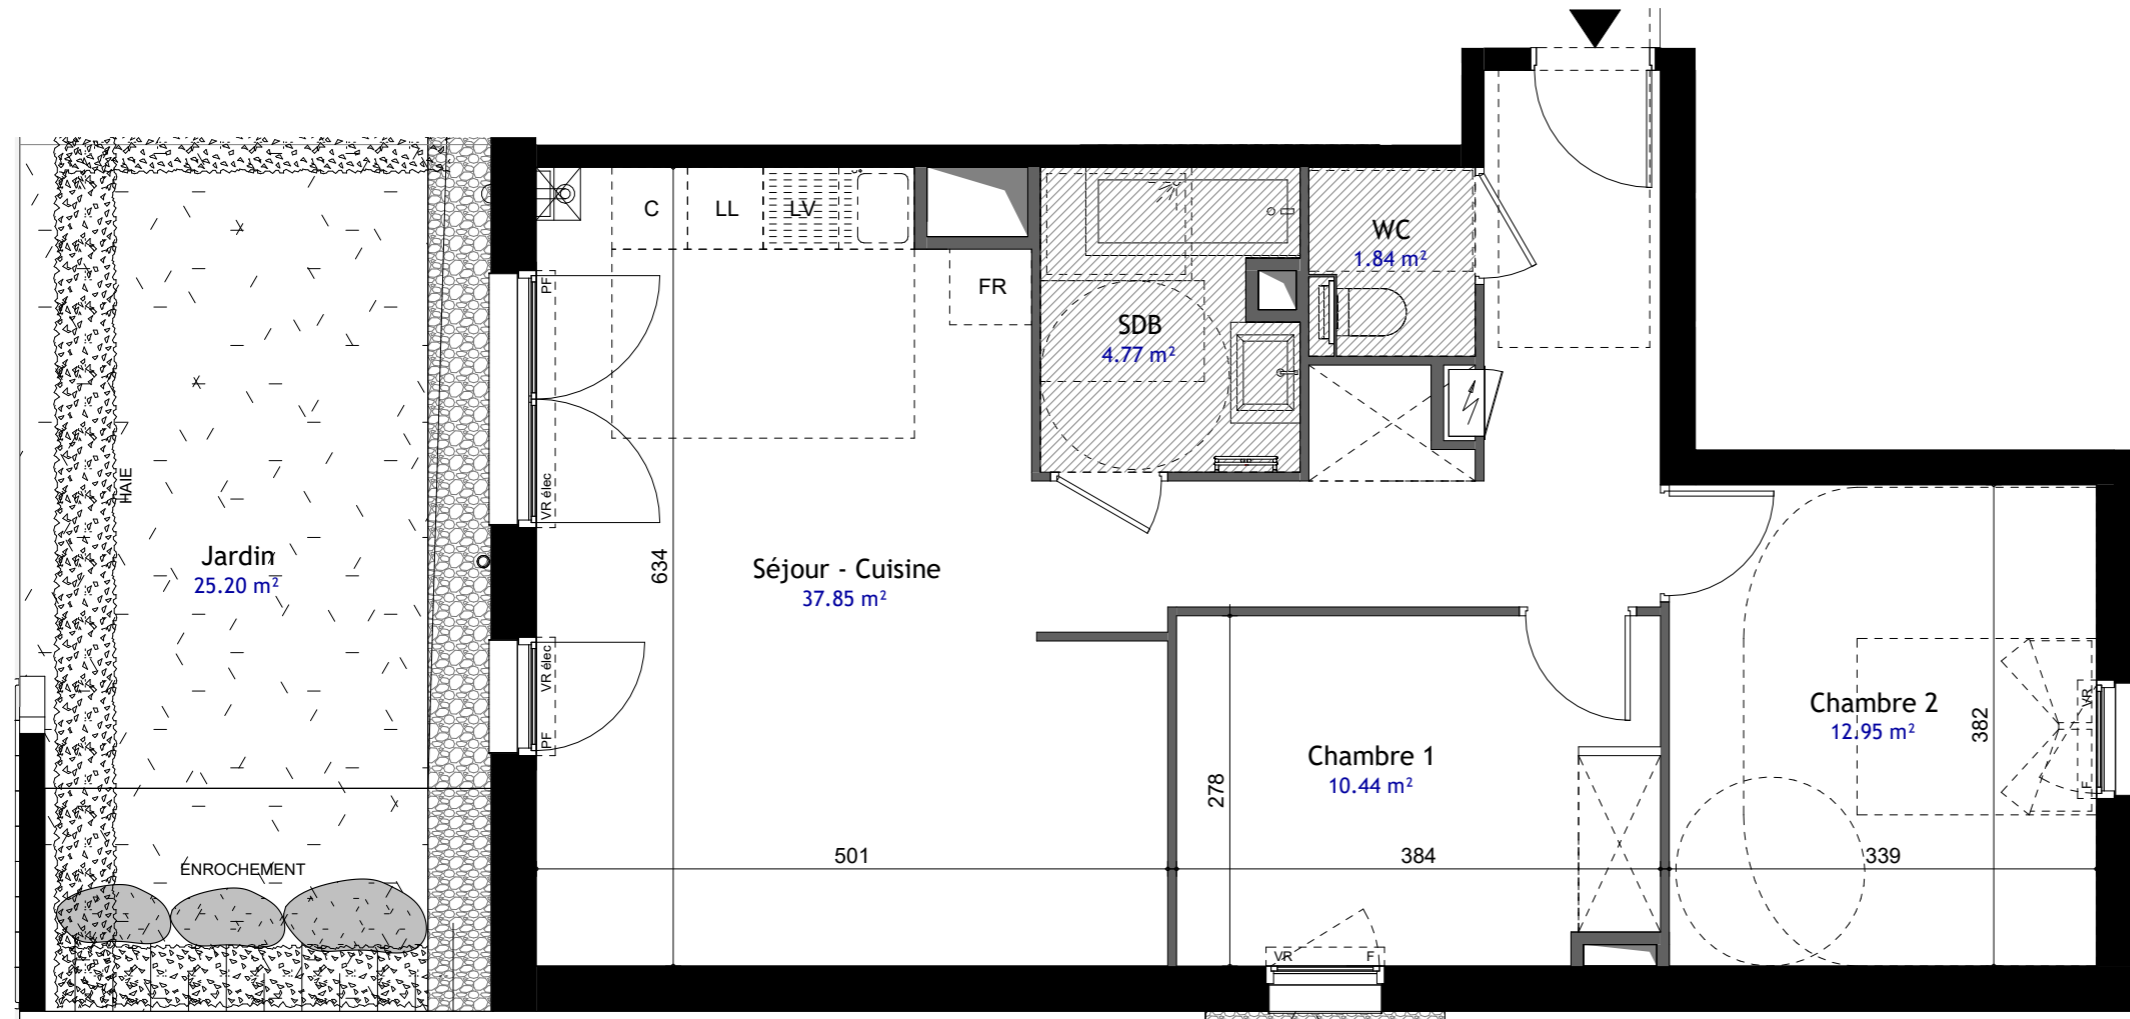 C
LL
LV
FR
WC
1.84 m²
SDB
4.77 m²
PF
VR élec
HAIE
Jardin
25.20 m²
634
Séjour - Cuisine
37.85 m²
VR élec
PF
Chambre 1
10.44 m²
278
Chambre 2
12.95 m²
382
VR
F
ENROCHEMENT
501
384
339
VR
F